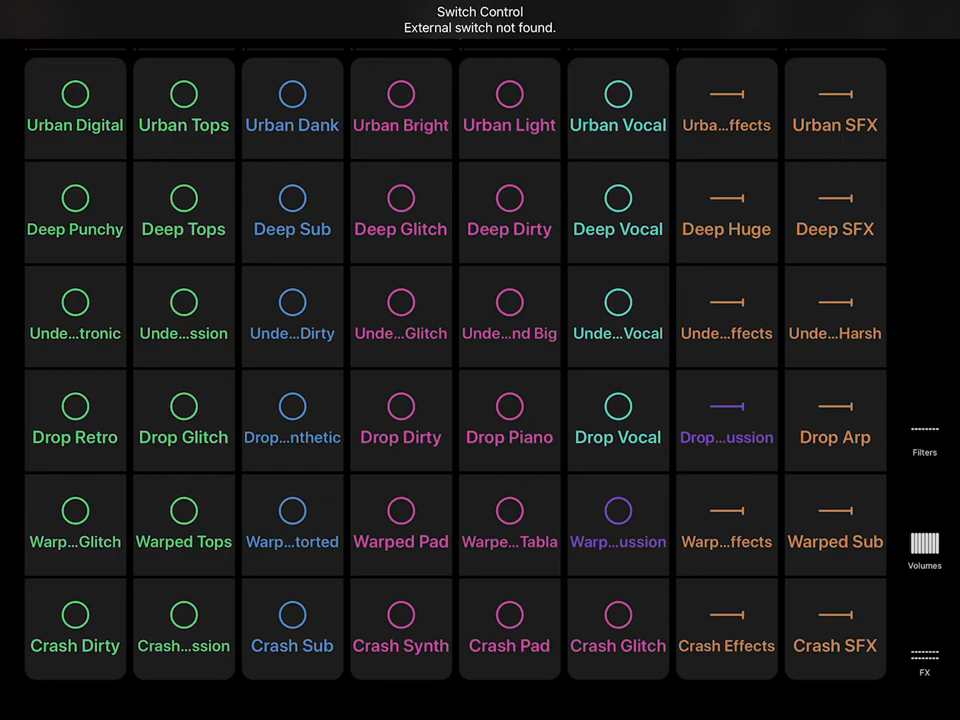 Switch Control
External switch not found.
Urban Digital
Urban Tops
Urban Dank
Urban Bright
Urban Light
Urban Vocal
Urba...ffects
Urban SFX
Deep Punchy
Deep Tops
Deep Sub
Deep Glitch
Deep Dirty
Deep Vocal
Deep Huge
Deep SFX
Unde...tronic
Unde...ssion
Unde...Dirty
Unde...Glitch
Unde...nd Big
Unde...Vocal
Unde...ffects
Unde...Harsh
Drop Retro
Drop Glitch
Drop...nthetic
Drop Dirty
Drop Piano
Drop Vocal
Drop...ussion
Drop Arp
Filters
Warp...Glitch
Warped Tops
Warp...torted
Warped Pad
Warpe...Tabla
Warp...ussion
Warp...ffects
Warped Sub
Volumes
Crash Dirty
Crash...ssion
Crash Sub
Crash Synth
Crash Pad
Crash Glitch
Crash Effects
Crash SFX
FX